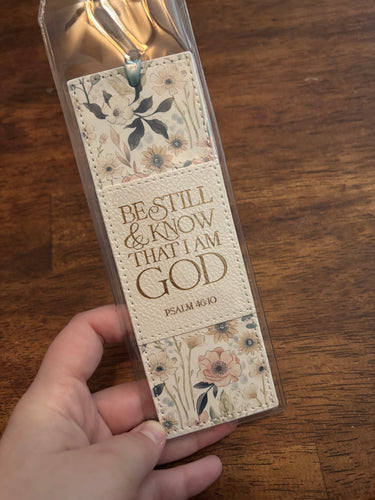 BE STILL
& KNOW
THAT I AM
GOD
PSALM 46:10